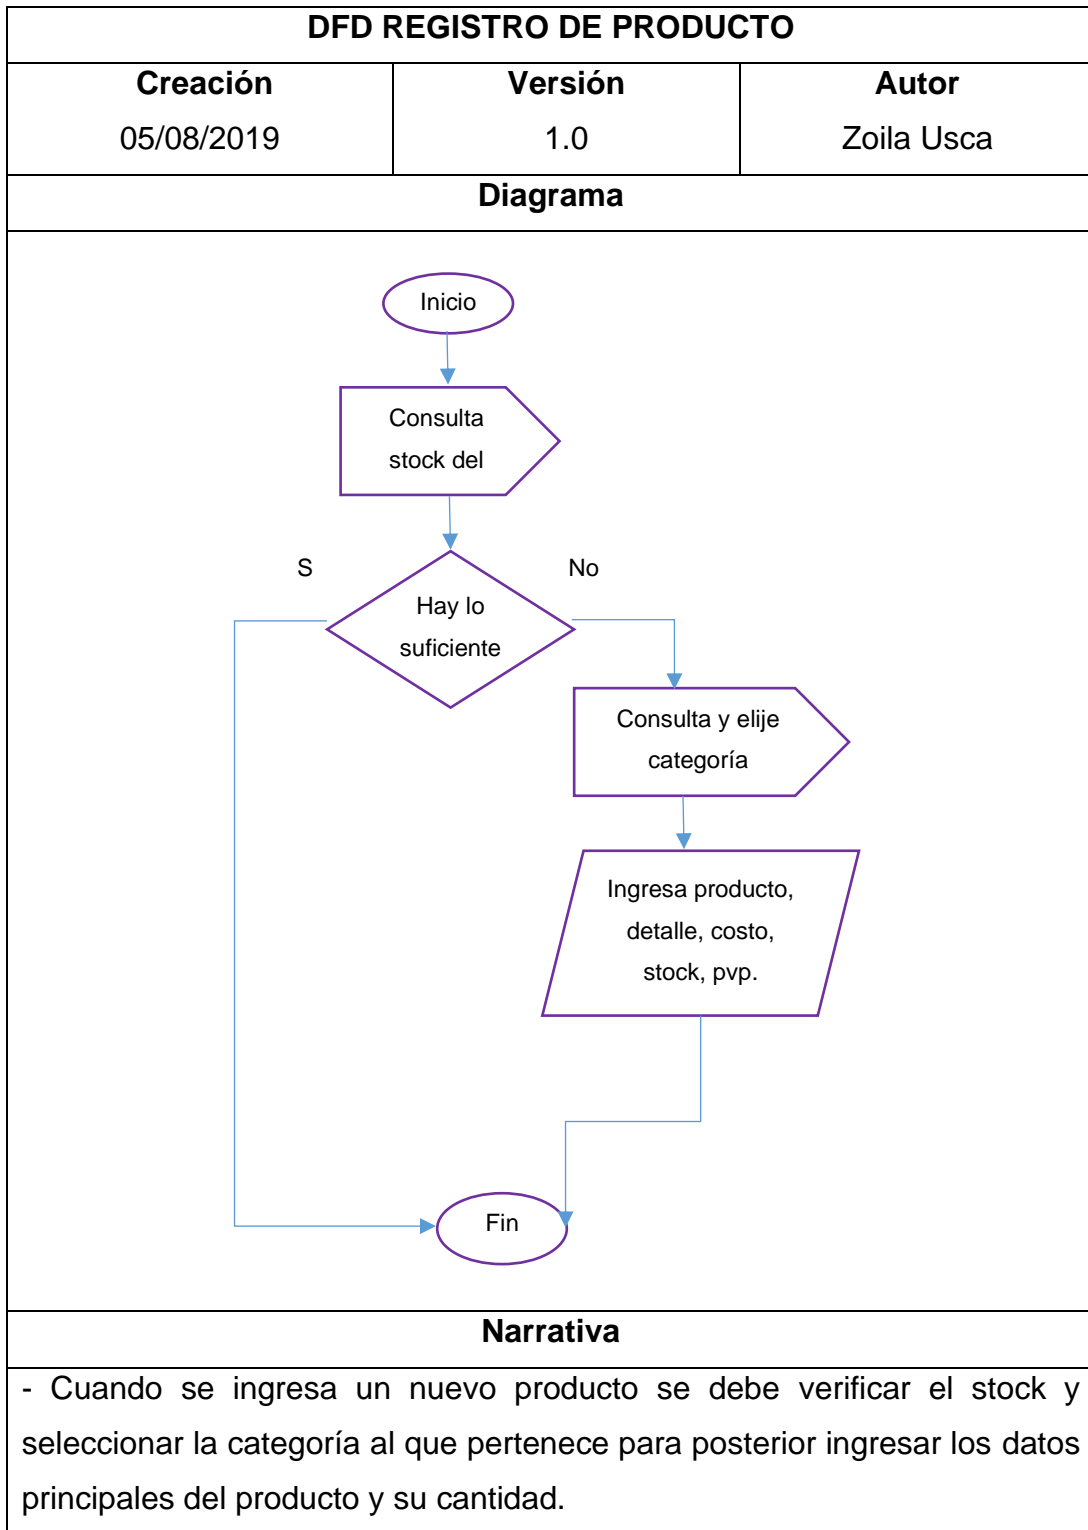 DFD REGISTRO DE PRODUCTO
Creación
Versión
Autor
05/08/2019
1.0
Zoila Usca
Diagrama
Inicio
Consulta
stock del
S
No
Hay lo
suficiente
Consulta y elije
categoría
Ingresa producto,
detalle, costo,
stock, pvp.
Fin
Narrativa
- Cuando se ingresa un nuevo producto se debe verificar el stock y
seleccionar la categoría al que pertenece para posterior ingresar los datos
principales del producto y su cantidad.